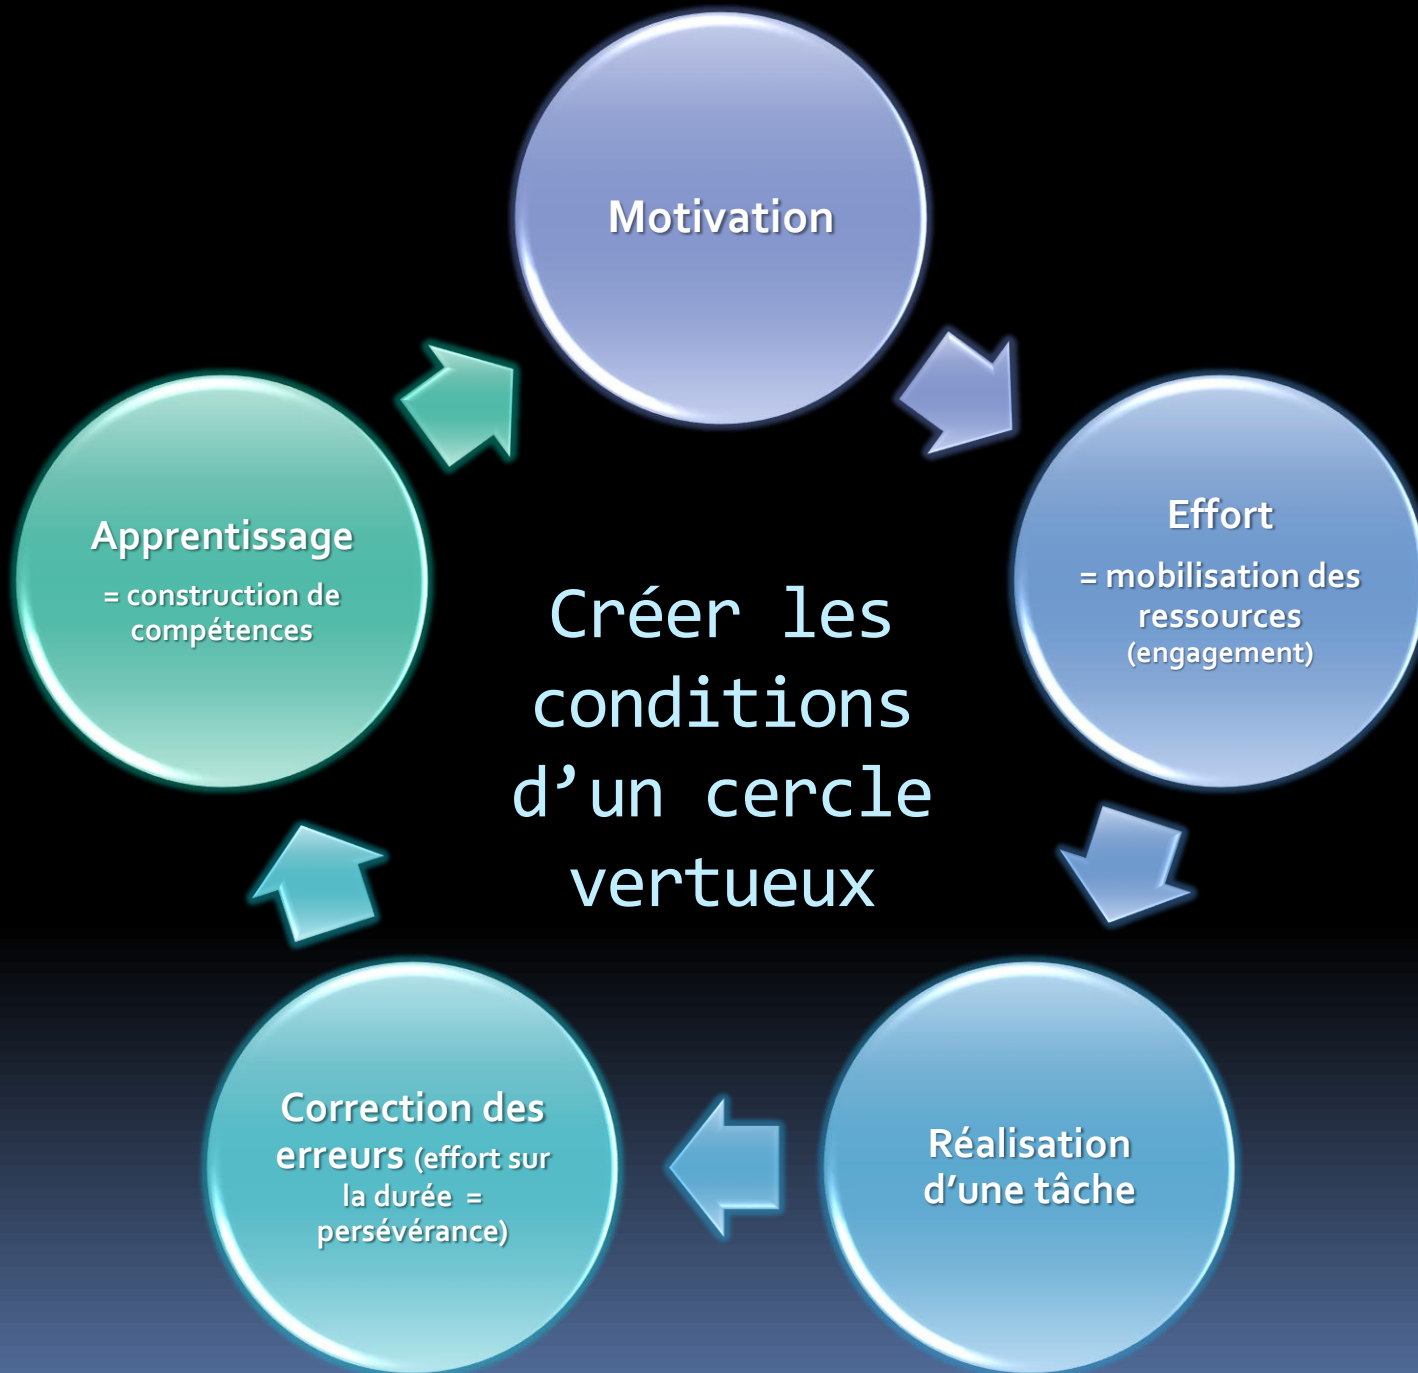 Motivation
Effort
= mobilisation des
ressources
(engagement)
Réalisation
d’une tâche
Correction des
erreurs (effort sur
la durée =
persévérance)
Apprentissage
= construction de
compétences
Créer les
conditions
d’un cercle
vertueux